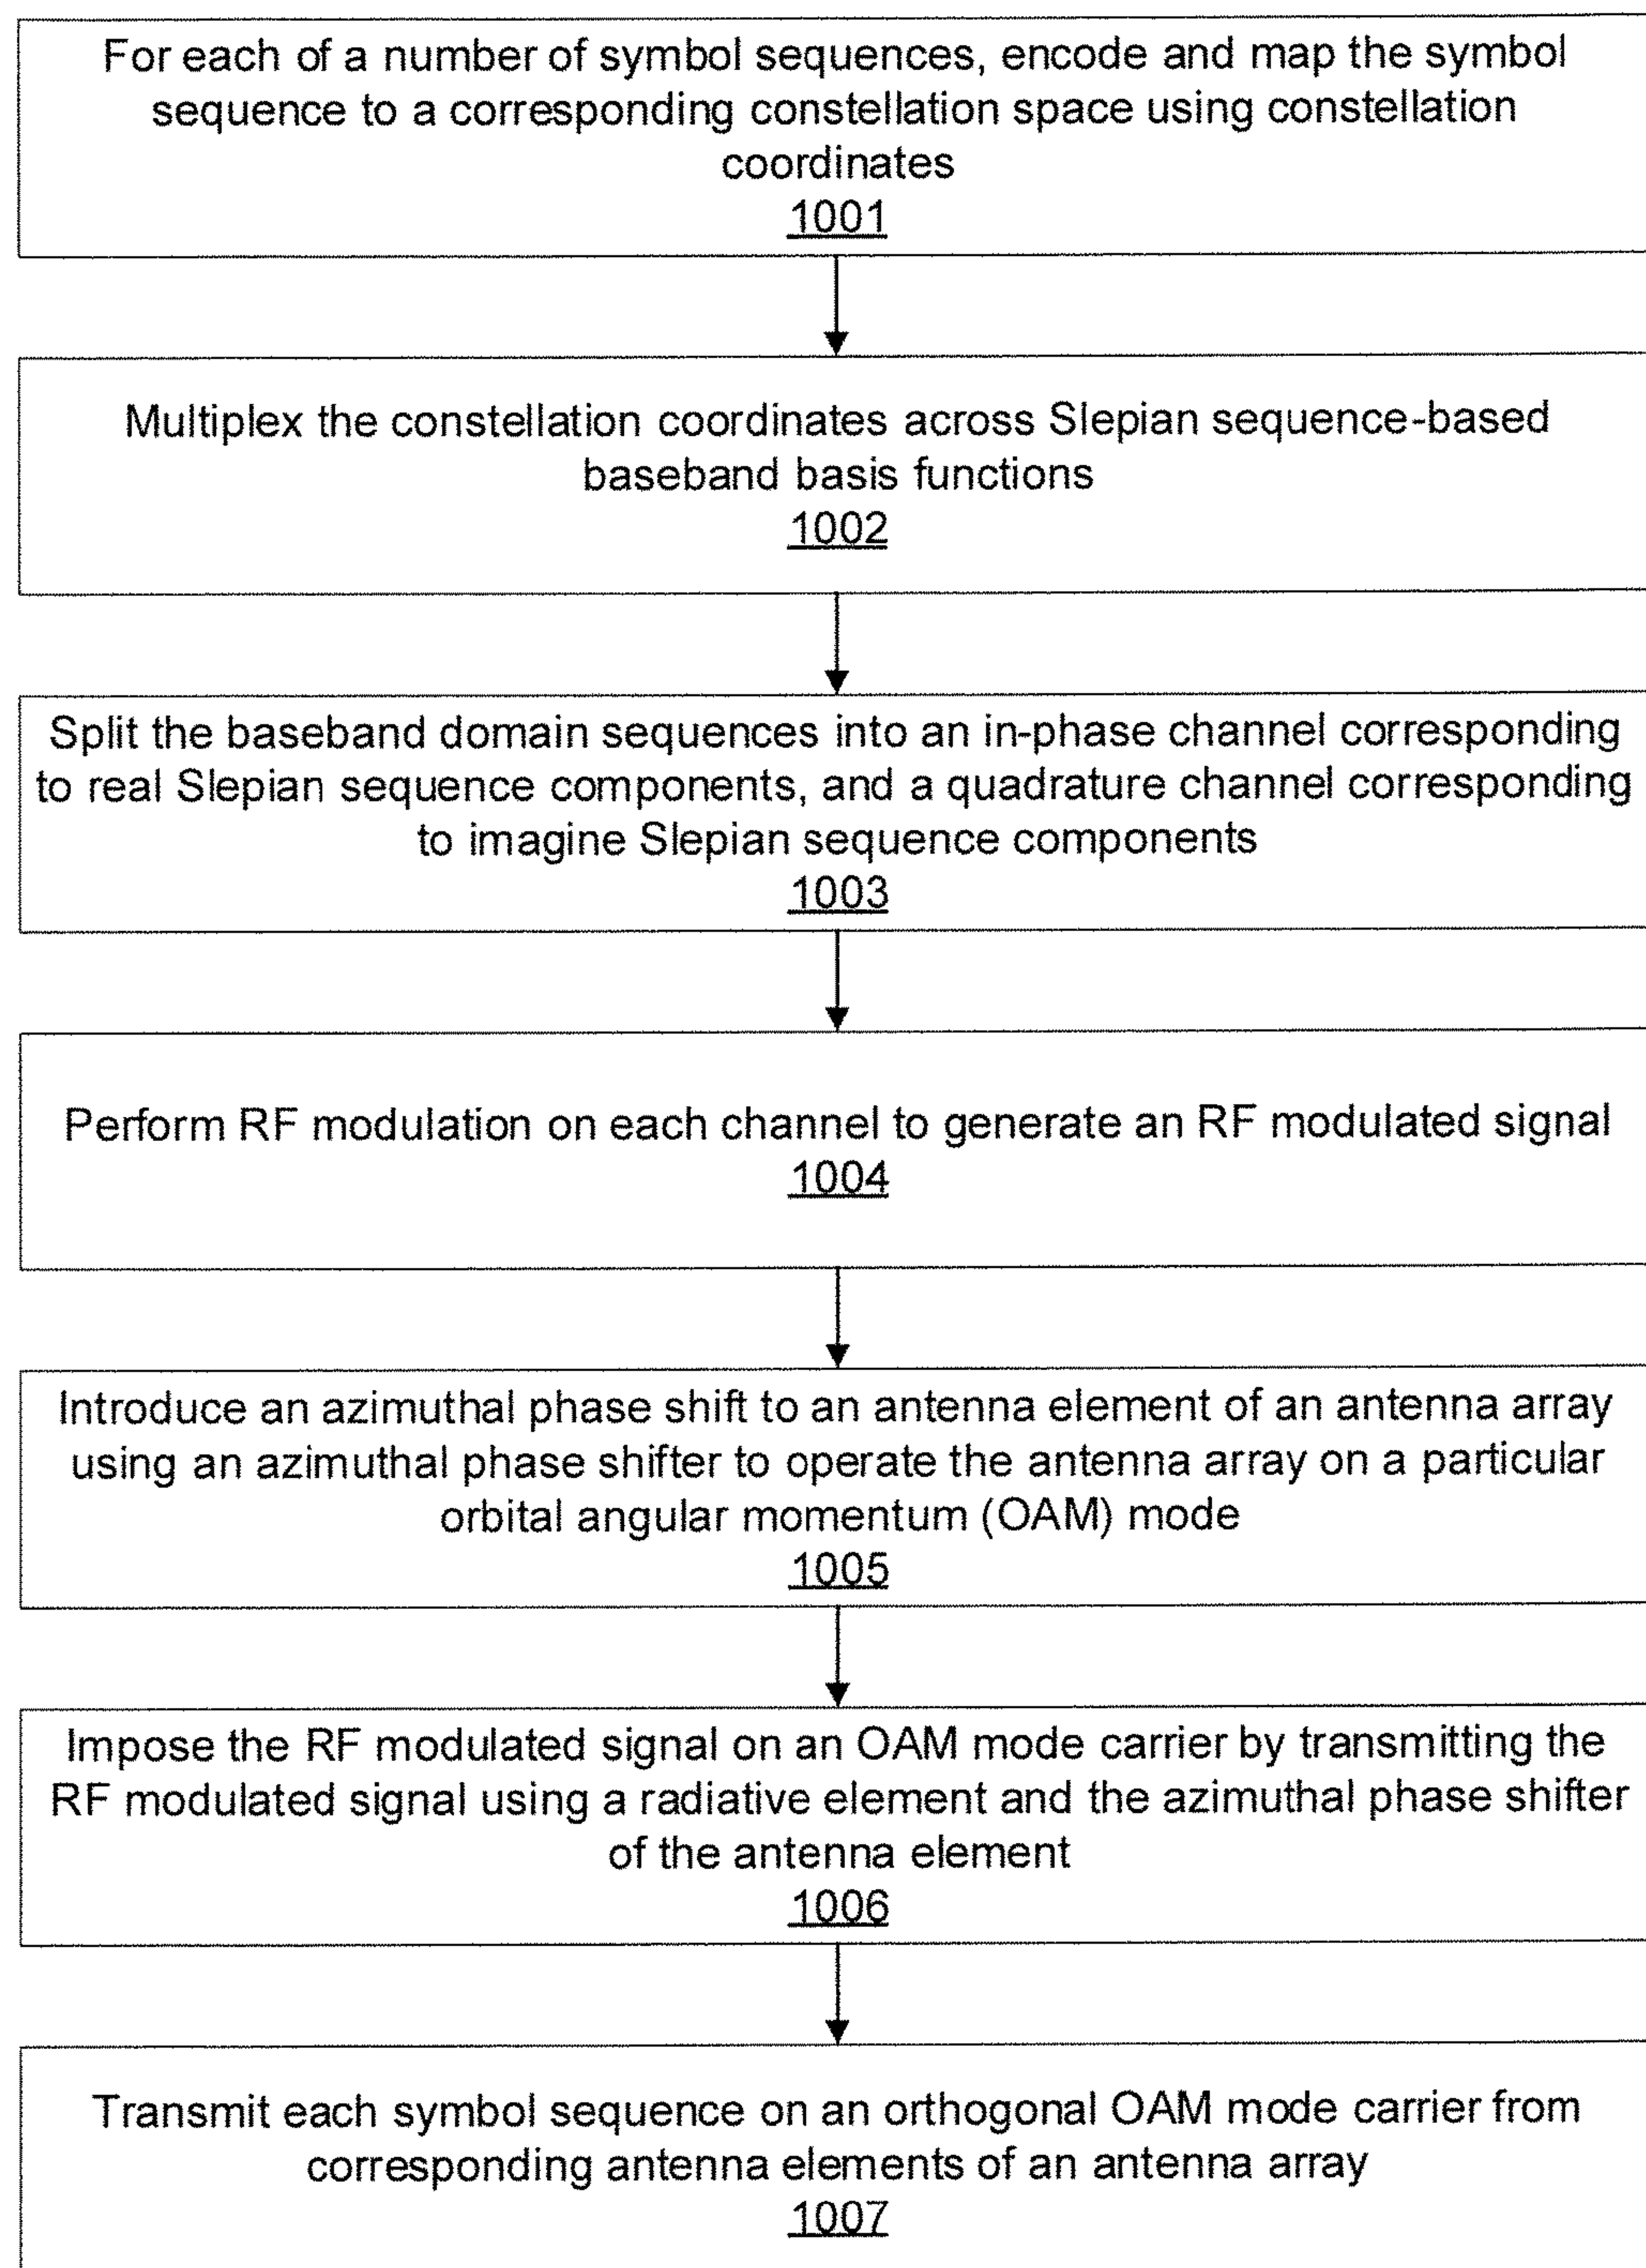 For each of a number of symbol sequences, encode and map the symbol
sequence to a corresponding constellation space using constellation
coordinates
1001
Multiplex the constellation coordinates across Slepian sequence-based
baseband basis functions
1002
Split the baseband domain sequences into an in-phase channel corresponding
to real Slepian sequence components, and a quadrature channel corresponding
to imagine Slepian sequence components
1003
Perform RF modulation on each channel to generate an RF modulated signal
1004
Introduce an azimuthal phase shift to an antenna element of an antenna array
using an azimuthal phase shifter to operate the antenna array on a particular
orbital angular momentum (OAM) mode
1005
Impose the RF modulated signal on an OAM mode carrier by transmitting the
RF modulated signal using a radiative element and the azimuthal phase shifter
of the antenna element
1006
Transmit each symbol sequence on an orthogonal OAM mode carrier from
corresponding antenna elements of an antenna array
1007